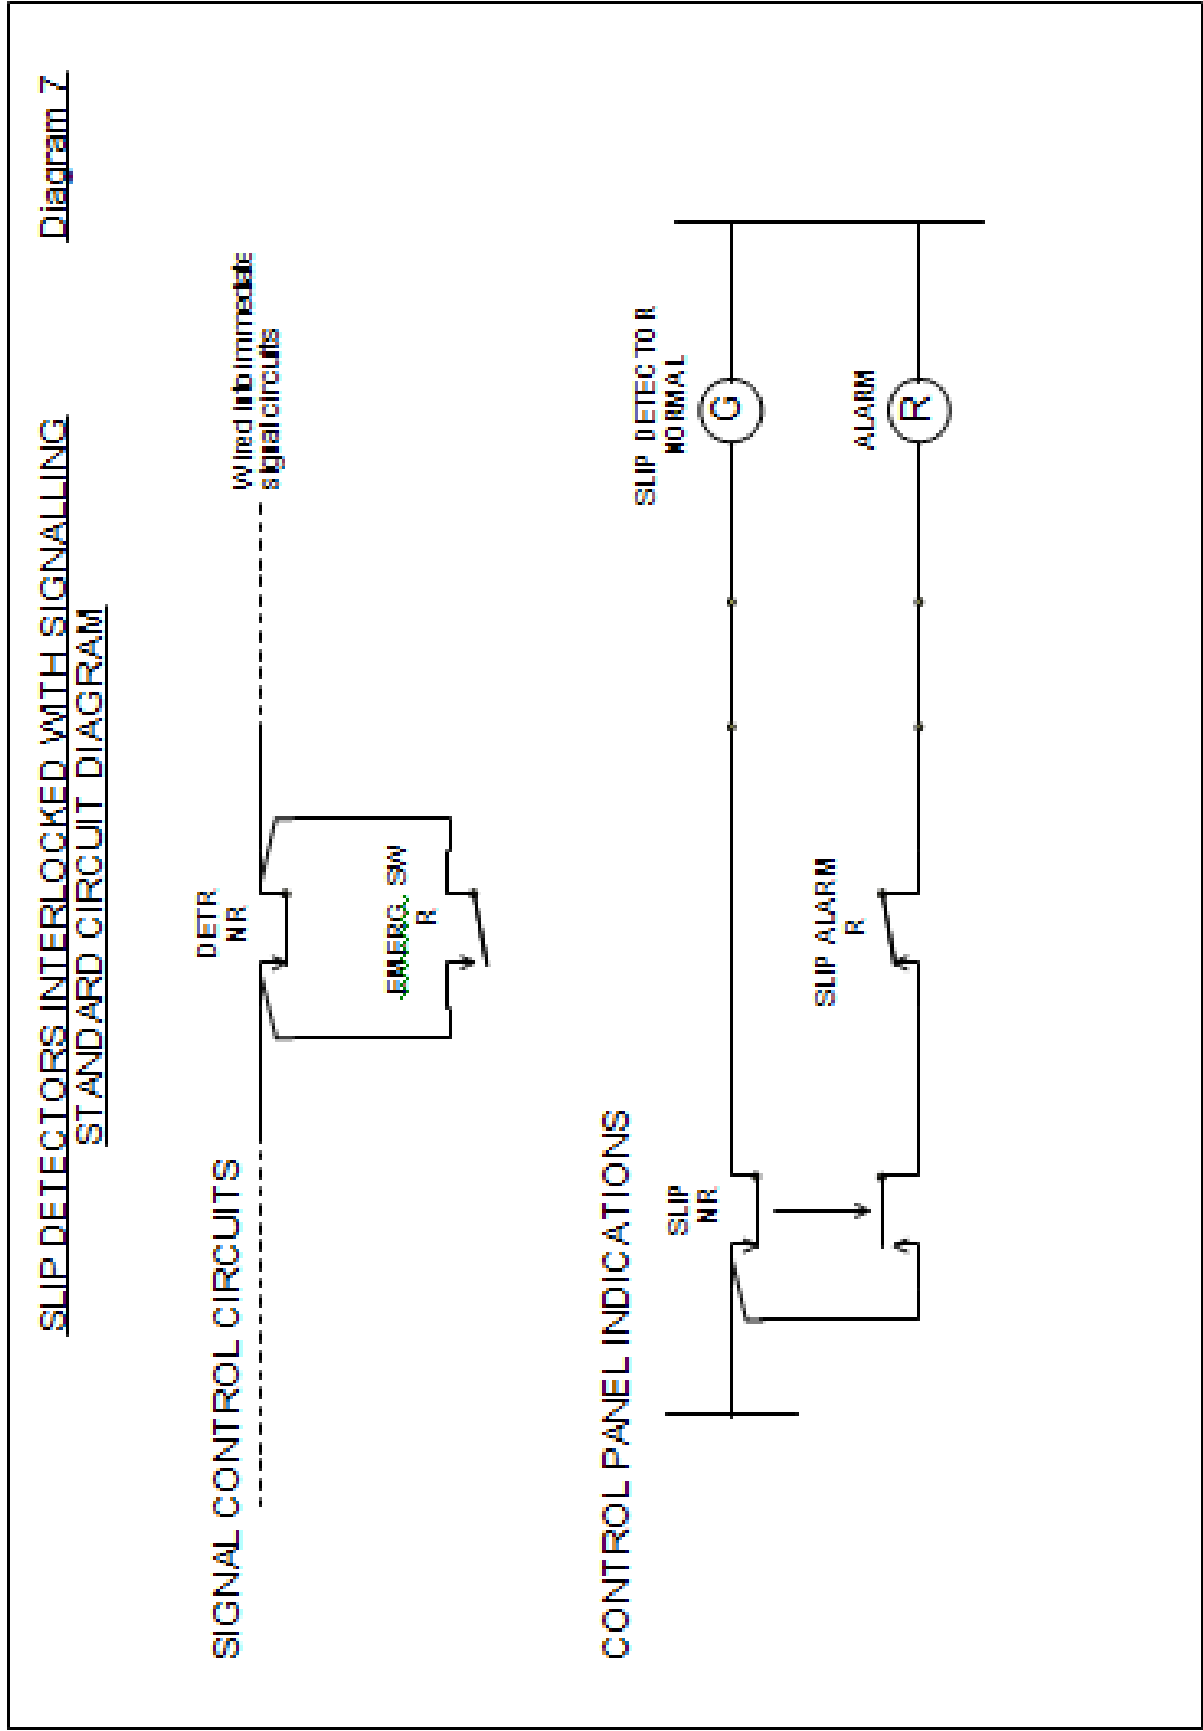 SLIP DETECTORS INTERLOCKED WITH SIGNALLING
STANDARD CIRCUIT DIAGRAM
Diagram 7
SIGNAL CONTROL CIRCUITS
DETR
NR
EMERG. SW
R
Wired into immediate
signal circuits
CONTROL PANEL INDICATIONS
SLIP
NR
SLIP ALARM
R
SLIP DETECTOR
NORMAL
G
ALARM
R